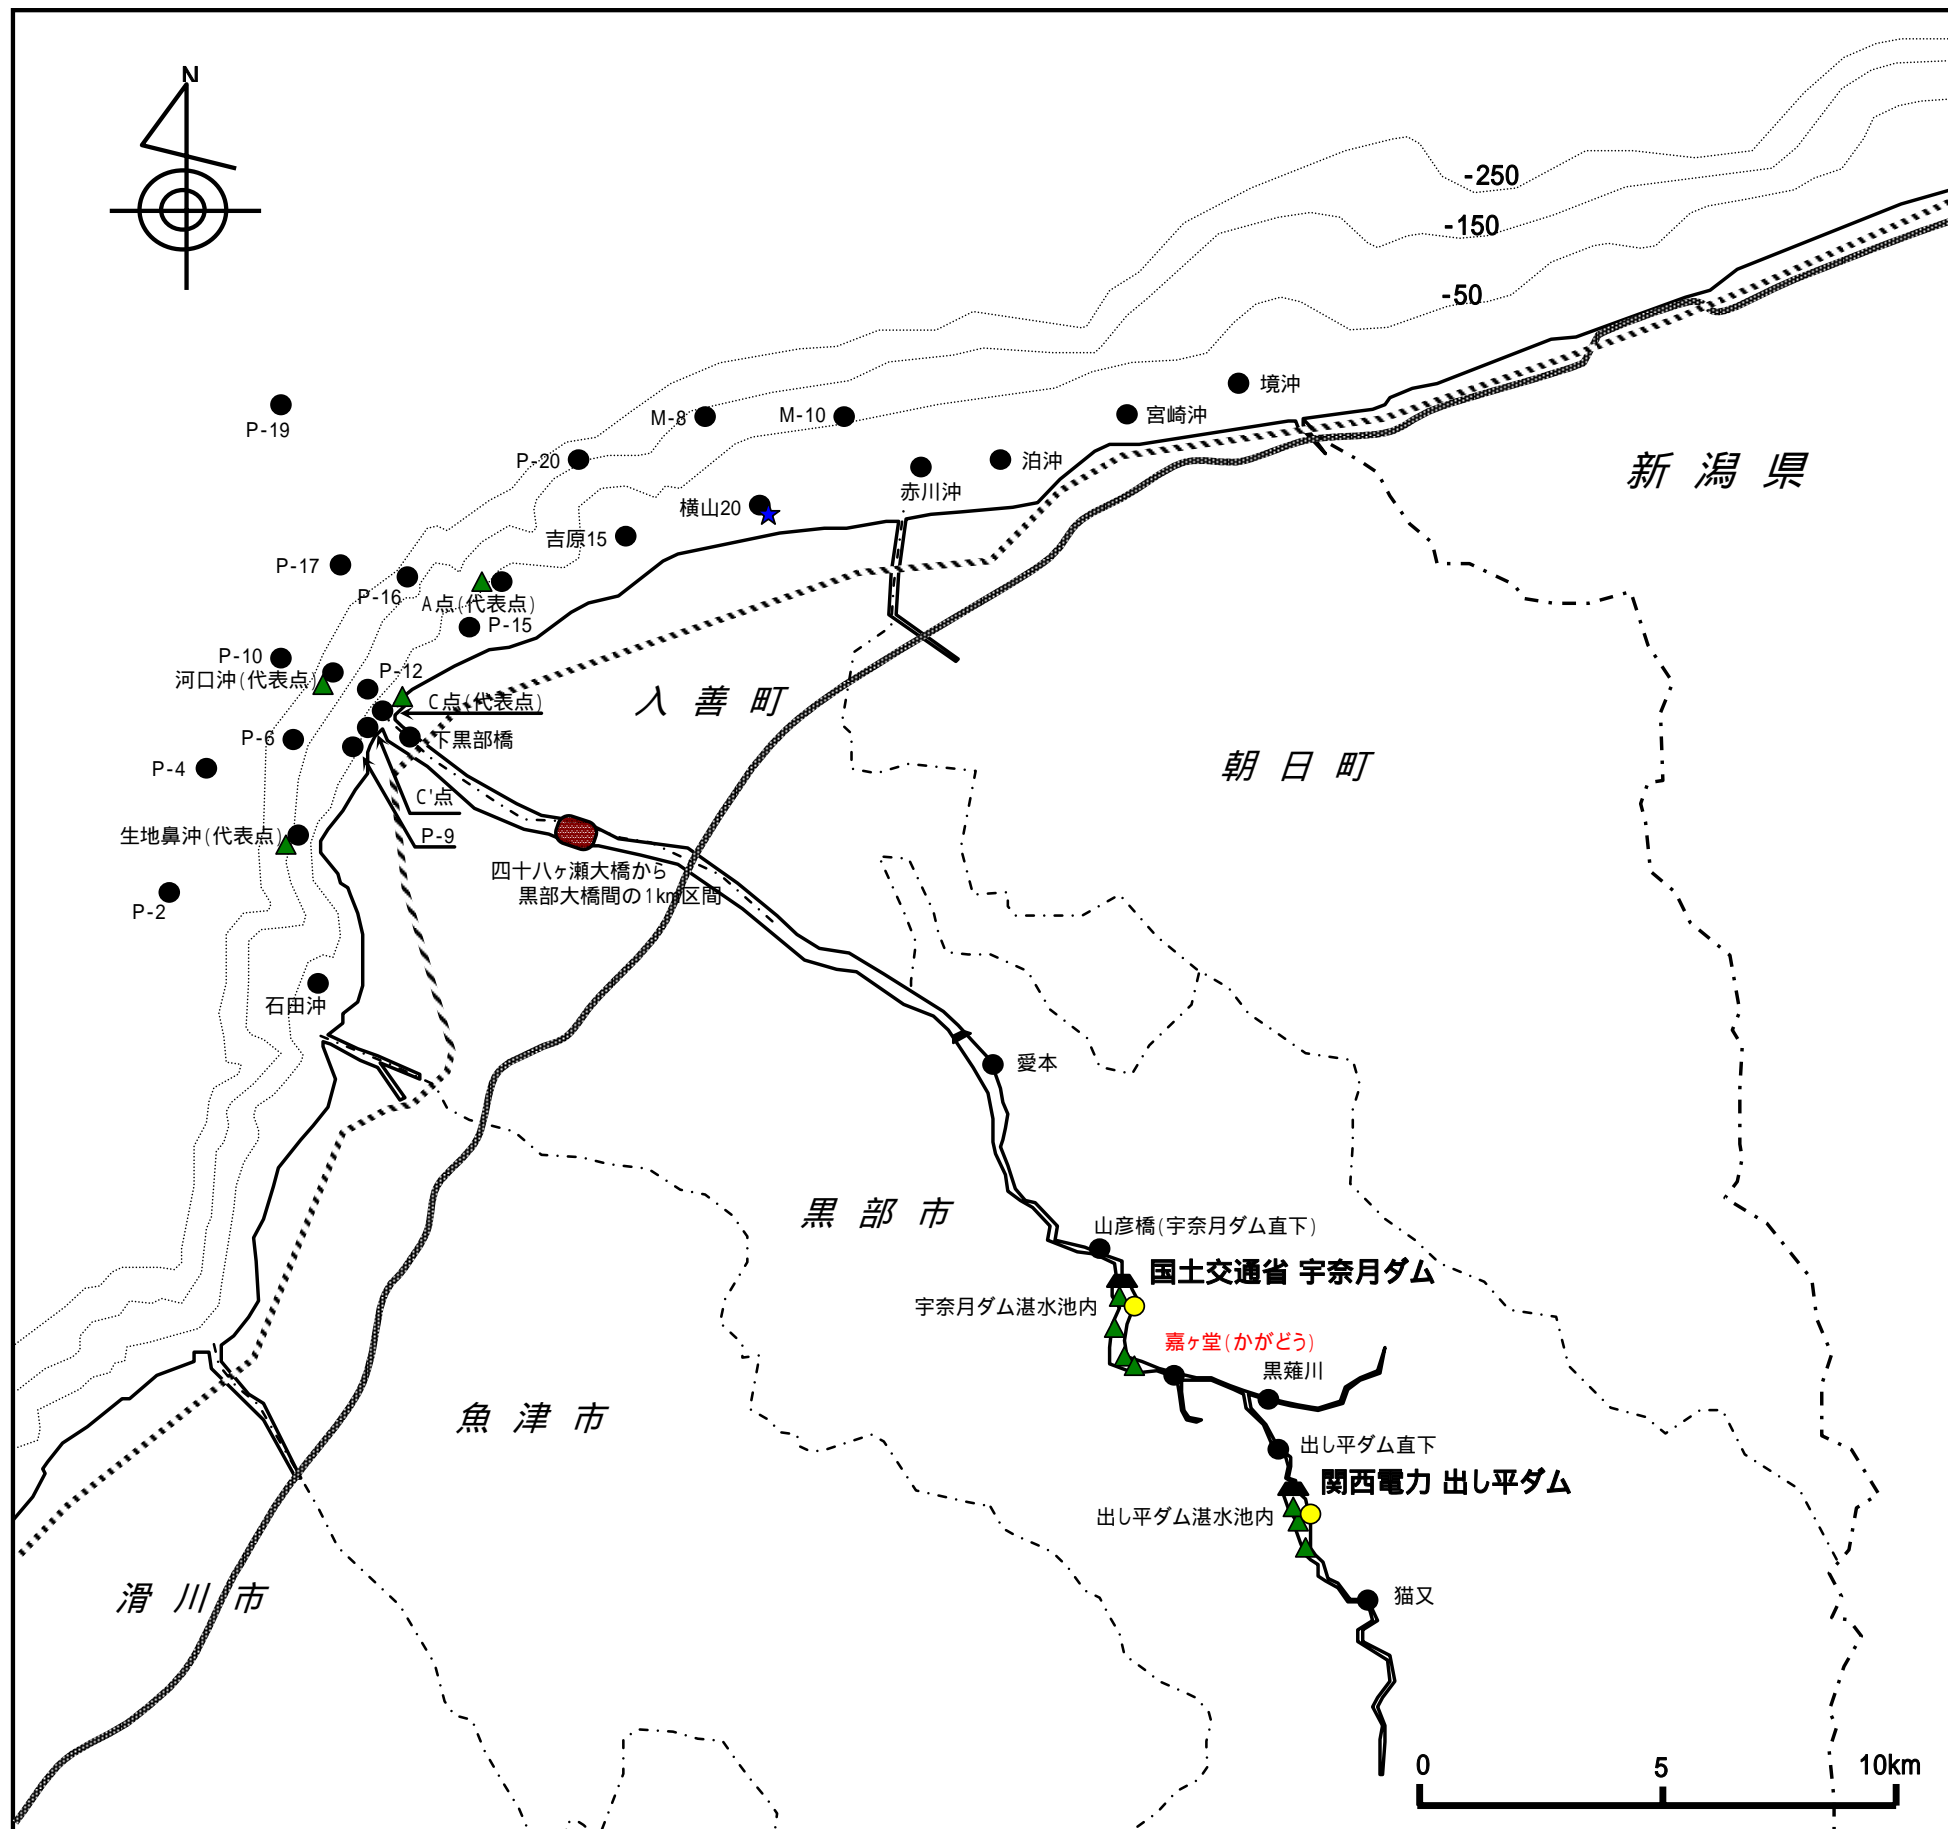 N
-250
-150
-50
境沖
宮崎沖
P-19
M-8
M-10
P-20
泊沖
新潟県
赤川沖
横山20
吉原15
P-17
P-16
A点(代表点)
P-15
P-10
河口沖(代表点)
P-12
C点(代表点)
入善町
P-6
下黒部橋
P-4
朝日町
C'点
生地鼻沖(代表点)
P-9
四十八ヶ瀬大橋から
黒部大橋間の1km区間
P-2
石田沖
愛本
黒部市
山彦橋(宇奈月ダム直下)
国土交通省 宇奈月ダム
宇奈月ダム湛水池内
嘉ヶ堂(かがどう)
黒薙川
魚津市
出し平ダム直下
関西電力 出し平ダム
出し平ダム湛水池内
滑川市
猫又
0 5 10km